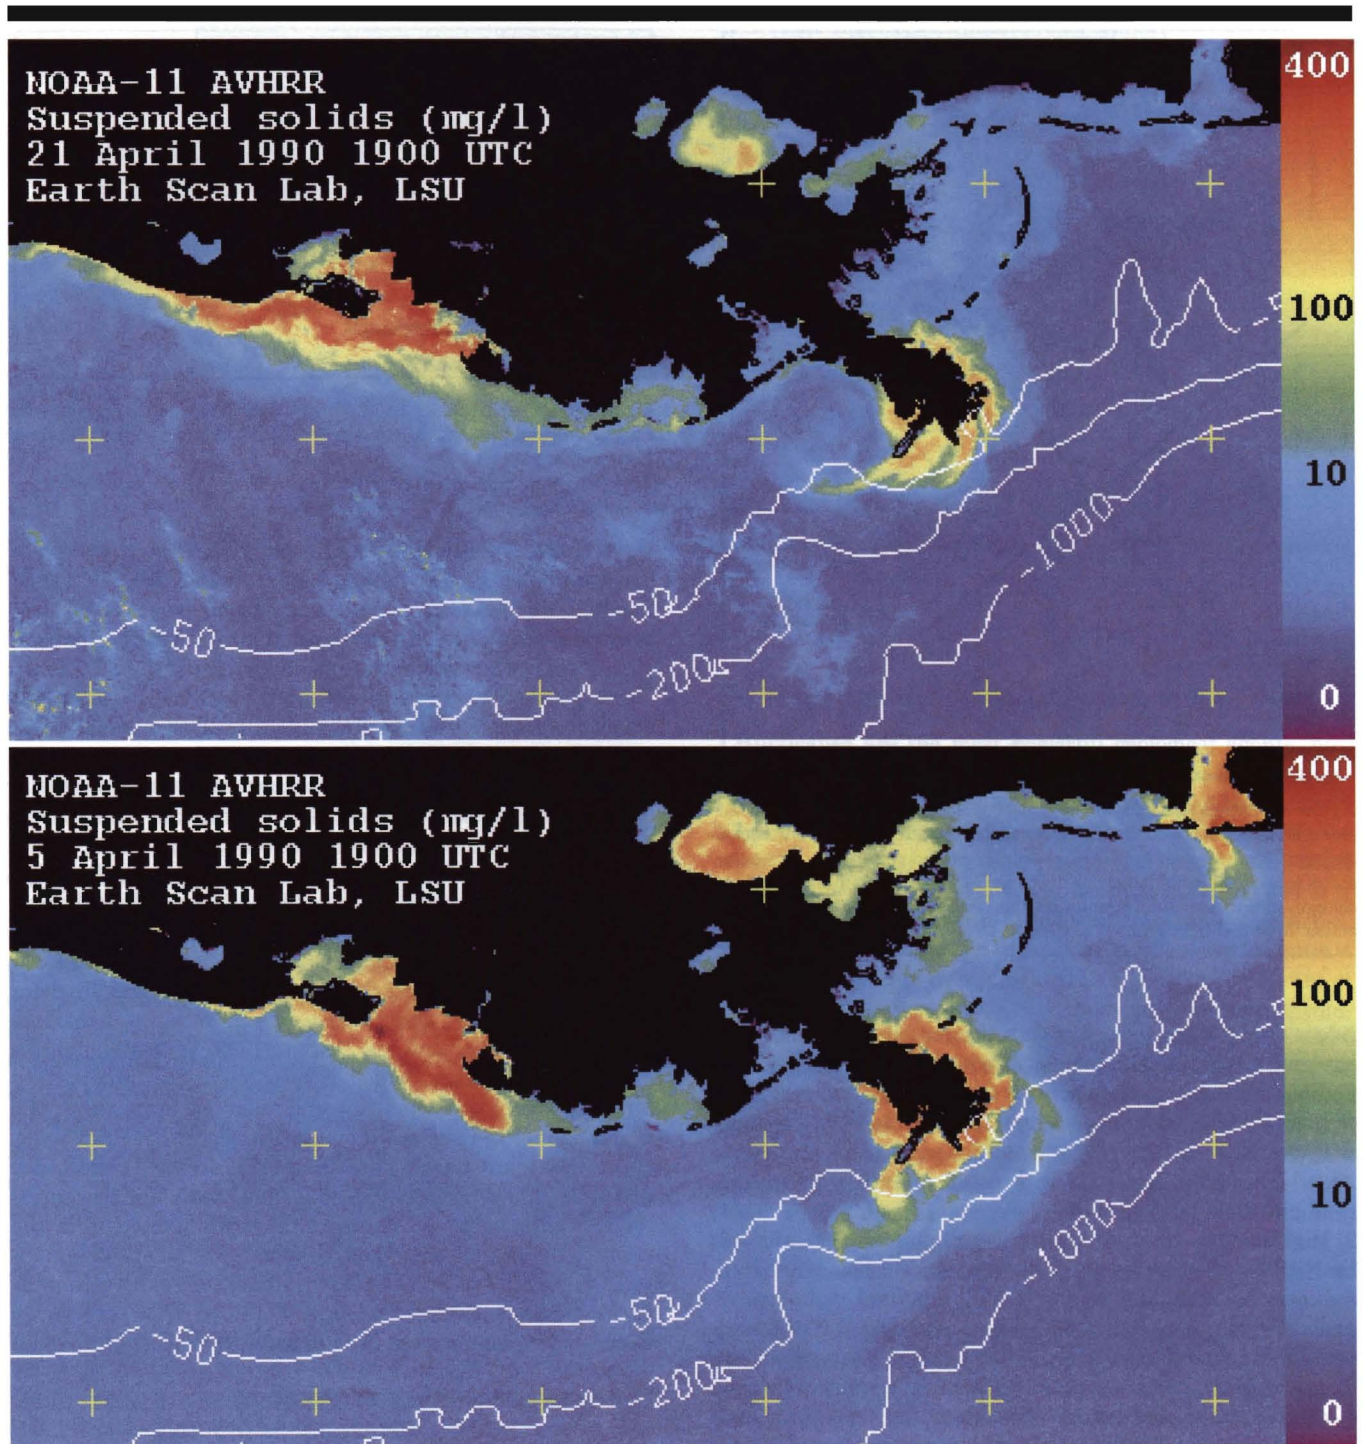 NOAA-11 AVHRR
Suspended solids (mg/l)
21 April 1990 1900 UTC
Earth Scan Lab, LSU
400
100
10
0
-50
-50
-200
-1000
NOAA-11 AVHRR
Suspended solids (mg/l)
5 April 1990 1900 UTC
Earth Scan Lab, LSU
400
100
10
0
-50
-50
-200
-1000